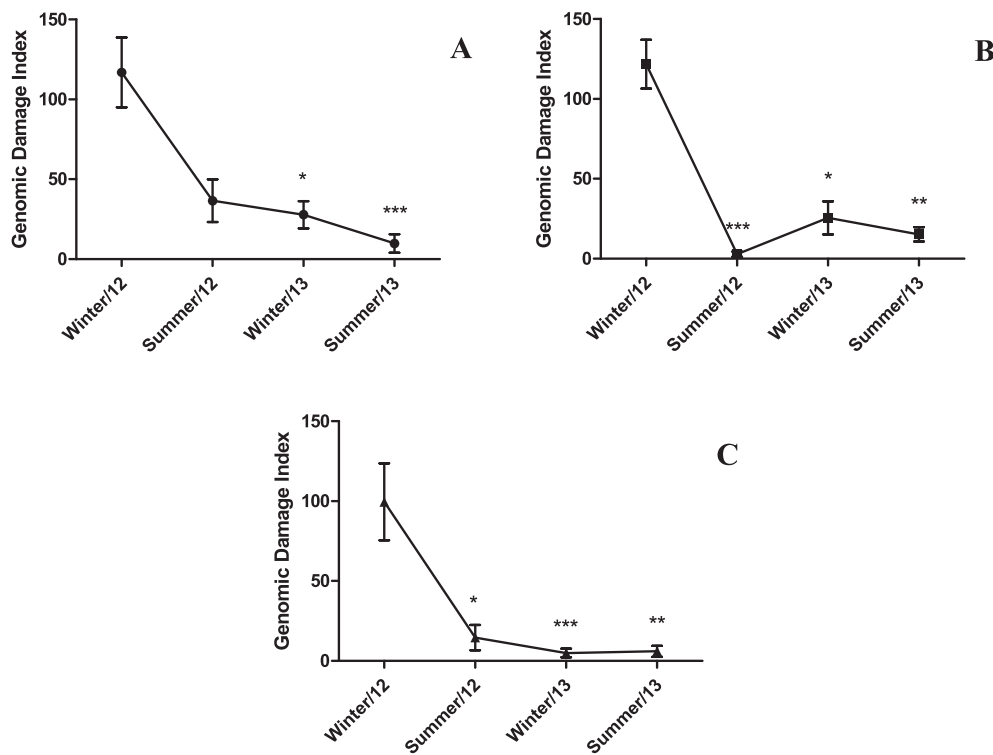 A
Genomic Damage Index
150
100
50
0
*
***
Winter/12
Summer/12
Winter/13
Summer/13
B
Genomic Damage Index
150
100
50
0
***
*
**
Winter/12
Summer/12
Winter/13
Summer/13
C
Genomic Damage Index
150
100
50
0
*
***
**
Winter/12
Summer/12
Winter/13
Summer/13